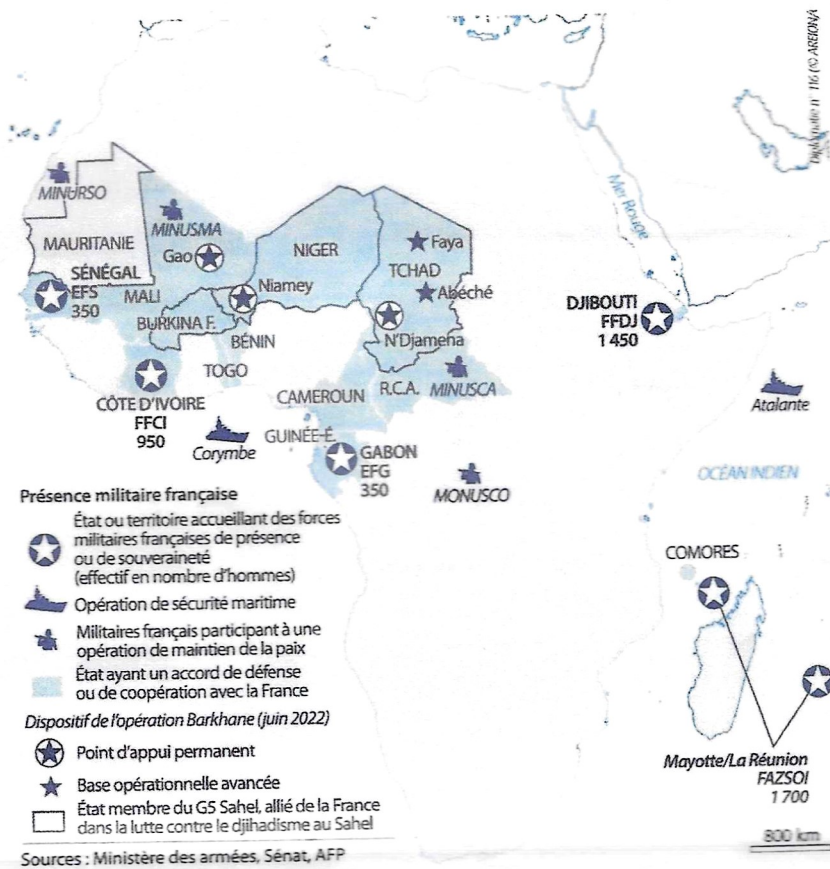 Diplomatie n° 116 (© AREION)
MINURSO
MINUSMA
MAURITANIE
Gao
NIGER
Faya
Mer Rouge
SÉNÉGAL
EFS
350
MALI
Niamey
TCHAD
Abéché
BURKINA F.
N'Djamena
DJIBOUTI
FFDJ
1 450
BÉNIN
TOGO
CAMEROUN
R.C.A.
MINUSCA
CÔTE D'IVOIRE
FFCI
950
Corymbe
GUINÉE-É.
GABON
EFG
350
MONUSCO
Atalante
OCÉAN INDIEN
COMORES
Présence militaire française
État ou territoire accueillant des forces
militaires françaises de présence
ou de souveraineté
(effectif en nombre d'hommes)
Opération de sécurité maritime
Militaires français participant à une
opération de maintien de la paix
État ayant un accord de défense
ou de coopération avec la France
Dispositif de l'opération Barkhane (juin 2022)
Point d'appui permanent
Base opérationnelle avancée
État membre du G5 Sahel, allié de la France
dans la lutte contre le djihadisme au Sahel
Mayotte/La Réunion
FAZSOI
1 700
800 km
Sources : Ministère des armées, Sénat, AFP